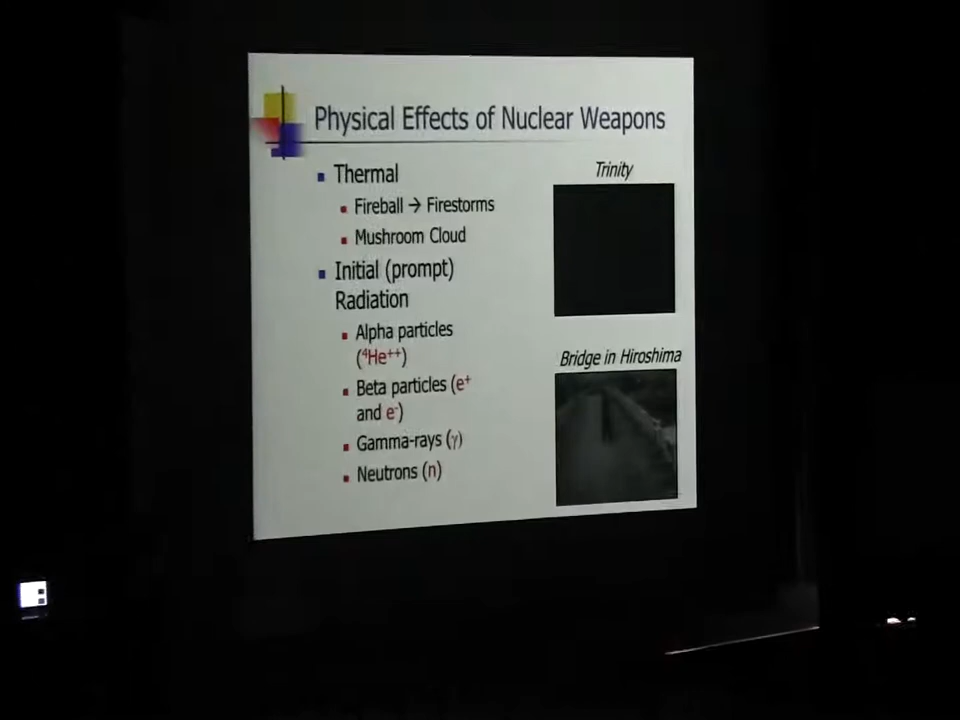 Physical Effects of Nuclear Weapons
Thermal
Fireball → Firestorms
Mushroom Cloud
Initial (prompt)
Radiation
Alpha particles
(⁴He⁺⁺)
Beta particles (e⁺
and e⁻)
Gamma-rays (γ)
Neutrons (n)
Trinity
Bridge in Hiroshima